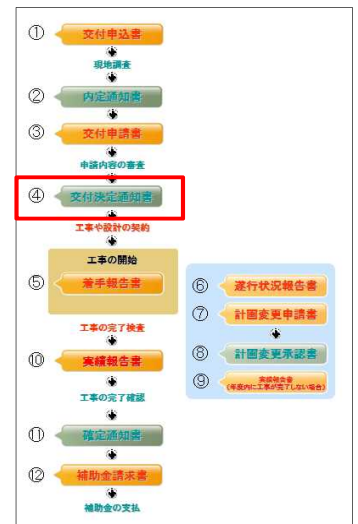 ① 交付申込書
現地調査
② 内定通知書
③ 交付申請書
申請内容の審査
④ 交付決定通知書
工事や設計の契約
工事の開始
⑤ 着手報告書
工事の完了検査
⑩ 実績報告書
工事の完了確認
⑪ 確定通知書
⑫ 補助金請求書
補助金の支払
⑥ 遂行状況報告書
⑦ 計画変更申請書
⑧ 計画変更承認書
⑨ 実績報告書
(年度内に工事が完了しない場合)